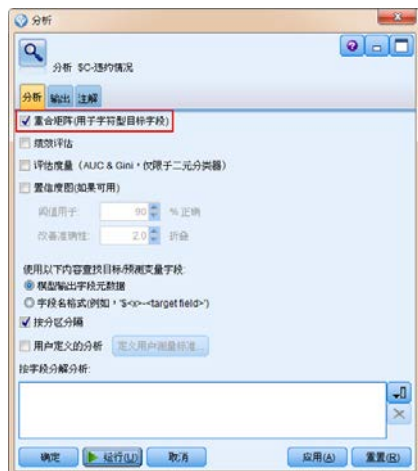 分析
分析 $C-违约情况
分析 输出 注解
重合矩阵(用于字符型目标字段)
绩效评估
评估度量（AUC & Gini，仅限于二元分类器）
置信度图(如果可用)
阈值用于: 90 % 正确
改善准确性: 2.0 折叠
使用以下内容查找目标/预测变量字段:
模型输出字段元数据
字段名格式(例如，'$<x>-<target field>')
按分区分隔
用户定义的分析 定义用户测量标准...
按字段分解分析:
确定 运行(U) 取消 应用(A) 重置(R)